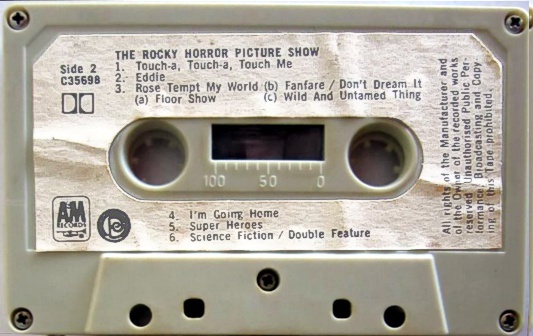 THE ROCKY HORROR PICTURE SHOW
Side 2
C35698
1. Touch-a, Touch-a, Touch Me
2. Eddie
3. Rose Tempt My World (b) Fanfare / Don't Dream It
(a) Floor Show (c) Wild And Untamed Thing
100 50 0
A&M
RECORDS
4. I'm Going Home
5. Super Heroes
6. Science Fiction / Double Feature
All rights of the Manufacturer and
of the Owner of the recorded works
reserved Unauthorised Public Per-
formance, Broadcasting and Copy
ing of this Tape prohibited